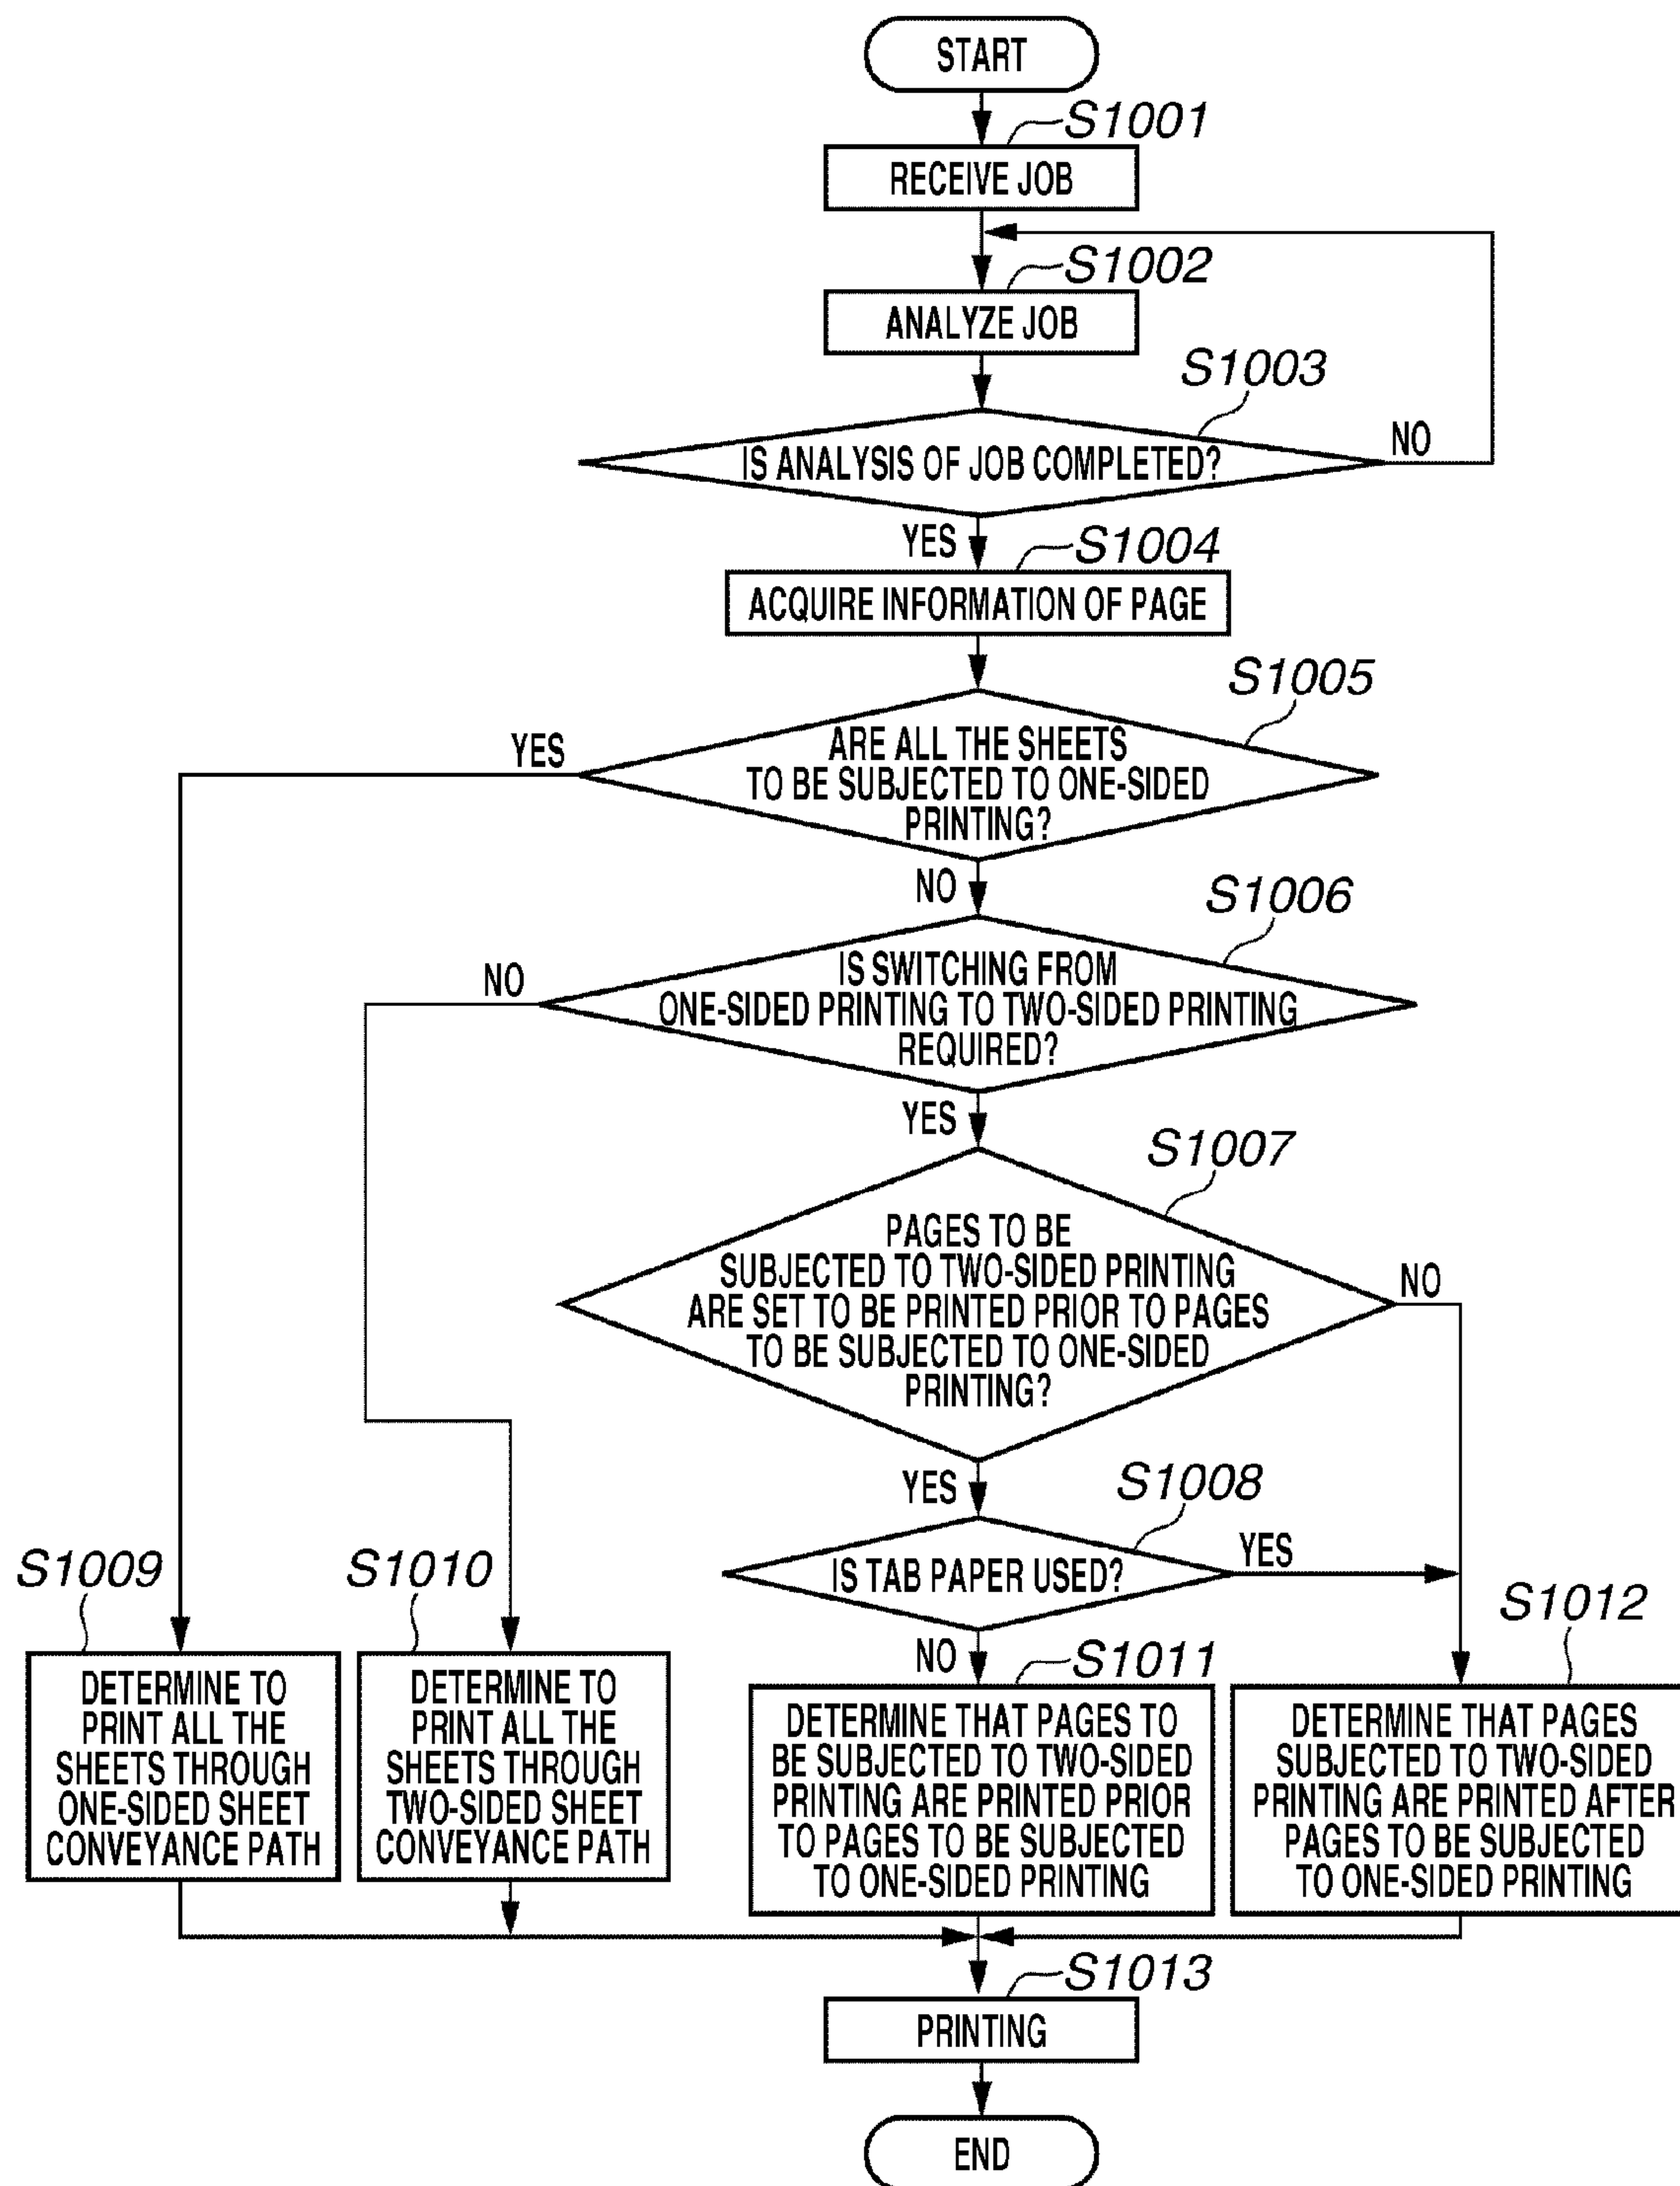 START
S1001
RECEIVE JOB
S1002
ANALYZE JOB
S1003
IS ANALYSIS OF JOB COMPLETED?
NO
YES
S1004
ACQUIRE INFORMATION OF PAGE
S1005
YES
ARE ALL THE SHEETS
TO BE SUBJECTED TO ONE-SIDED
PRINTING?
NO
S1006
NO
IS SWITCHING FROM
ONE-SIDED PRINTING TO TWO-SIDED PRINTING
REQUIRED?
YES
S1007
PAGES TO BE
SUBJECTED TO TWO-SIDED PRINTING
ARE SET TO BE PRINTED PRIOR TO PAGES
TO BE SUBJECTED TO ONE-SIDED
PRINTING?
NO
YES
S1008
IS TAB PAPER USED?
YES
NO
S1009
DETERMINE TO
PRINT ALL THE
SHEETS THROUGH
ONE-SIDED SHEET
CONVEYANCE PATH
S1010
DETERMINE TO
PRINT ALL THE
SHEETS THROUGH
TWO-SIDED SHEET
CONVEYANCE PATH
S1011
DETERMINE THAT PAGES TO
BE SUBJECTED TO TWO-SIDED
PRINTING ARE PRINTED PRIOR
TO PAGES TO BE SUBJECTED
TO ONE-SIDED PRINTING
S1012
DETERMINE THAT PAGES
SUBJECTED TO TWO-SIDED
PRINTING ARE PRINTED AFTER
PAGES TO BE SUBJECTED
TO ONE-SIDED PRINTING
S1013
PRINTING
END